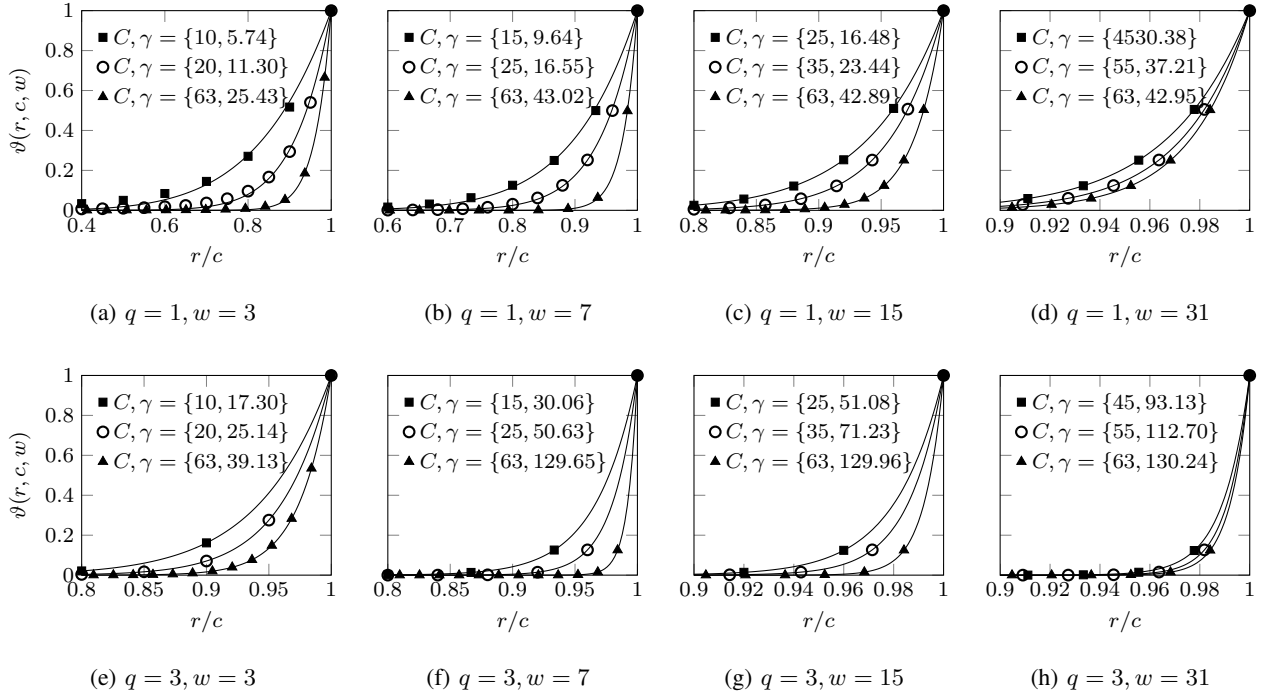 1
0.8
0.6
0.4
0.2
0
ϑ(r, c, w)
C, γ = {10, 5.74}
C, γ = {20, 11.30}
C, γ = {63, 25.43}
0.4 0.6 0.8 1
r/c
(a) q = 1, w = 3
C, γ = {15, 9.64}
C, γ = {25, 16.55}
C, γ = {63, 43.02}
0.6 0.7 0.8 0.9 1
r/c
(b) q = 1, w = 7
C, γ = {25, 16.48}
C, γ = {35, 23.44}
C, γ = {63, 42.89}
0.8 0.85 0.9 0.95 1
r/c
(c) q = 1, w = 15
C, γ = {4530.38}
C, γ = {55, 37.21}
C, γ = {63, 42.95}
0.9 0.92 0.94 0.96 0.98 1
r/c
(d) q = 1, w = 31
1
0.8
0.6
0.4
0.2
0
ϑ(r, c, w)
C, γ = {10, 17.30}
C, γ = {20, 25.14}
C, γ = {63, 39.13}
0.8 0.85 0.9 0.95 1
r/c
(e) q = 3, w = 3
C, γ = {15, 30.06}
C, γ = {25, 50.63}
C, γ = {63, 129.65}
0.8 0.85 0.9 0.95 1
r/c
(f) q = 3, w = 7
C, γ = {25, 51.08}
C, γ = {35, 71.23}
C, γ = {63, 129.96}
0.9 0.92 0.94 0.96 0.98 1
r/c
(g) q = 3, w = 15
C, γ = {45, 93.13}
C, γ = {55, 112.70}
C, γ = {63, 130.24}
0.9 0.92 0.94 0.96 0.98 1
r/c
(h) q = 3, w = 31